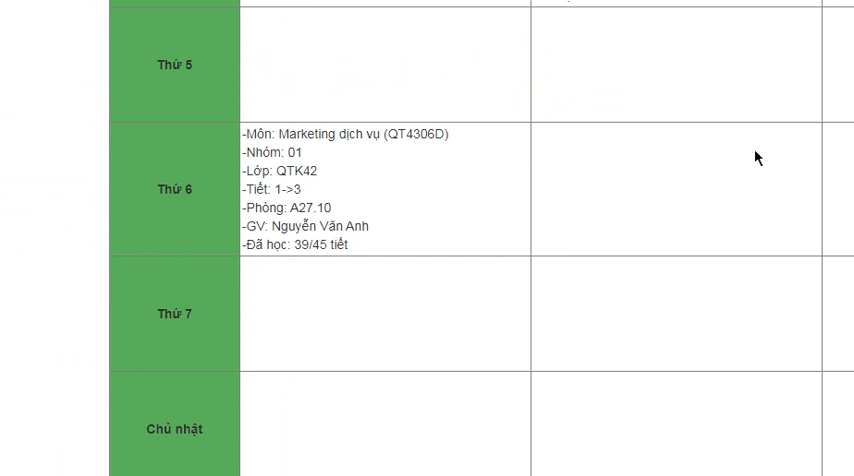 Thứ 5
Thứ 6
-Môn: Marketing dịch vụ (QT4306D)
-Nhóm: 01
-Lớp: QTK42
-Tiết: 1->3
-Phòng: A27.10
-GV: Nguyễn Văn Anh
-Đã học: 39/45 tiết
Thứ 7
Chủ nhật